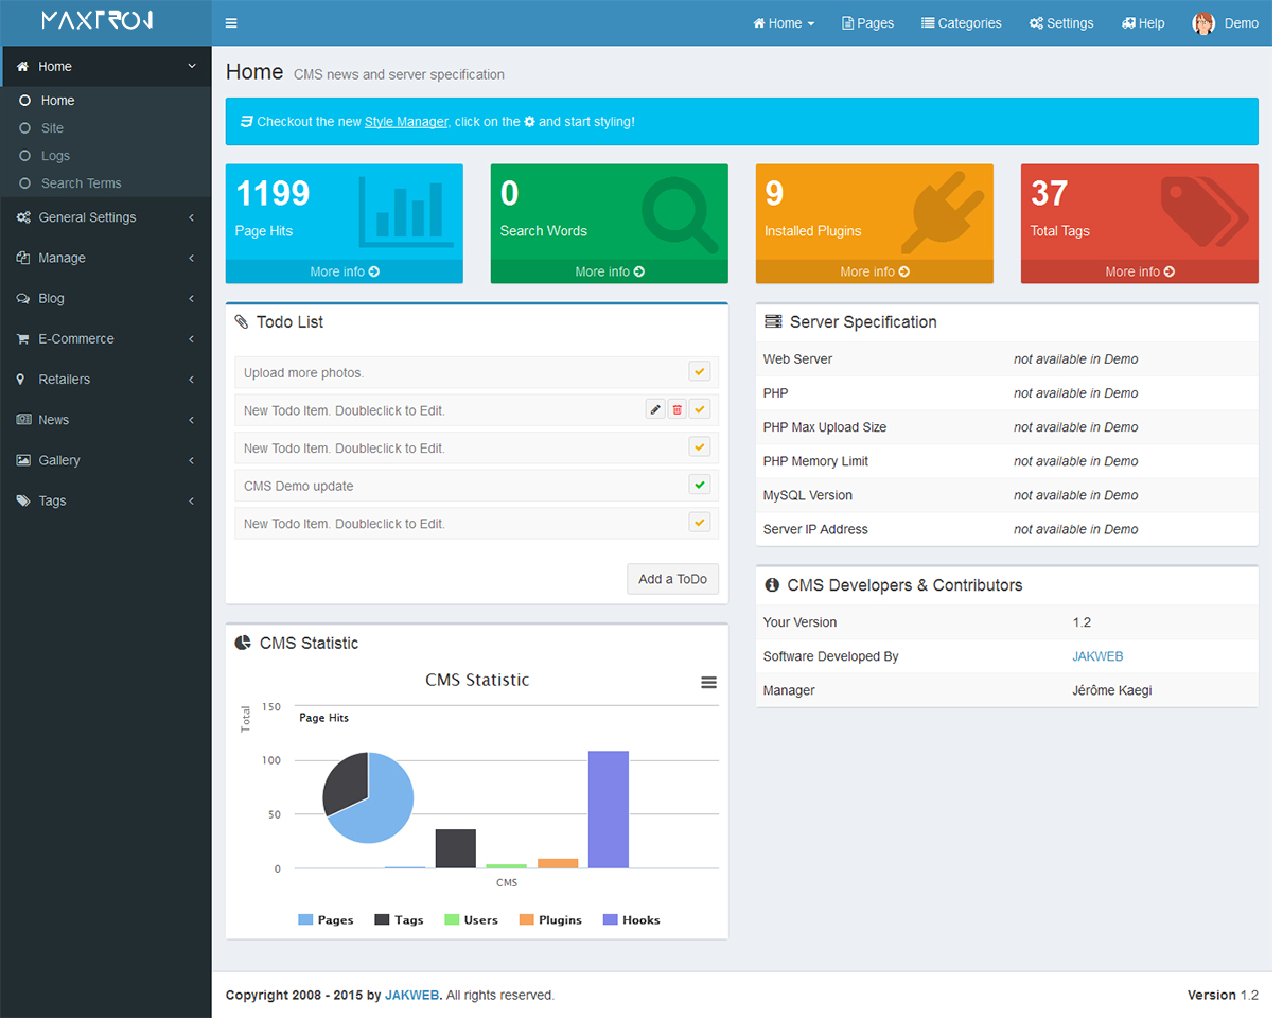 MAXTRON
Home Pages Categories Settings Help Demo
Home
Home
Site
Logs
Search Terms
General Settings
Manage
Blog
E-Commerce
Retailers
News
Gallery
Tags
Home CMS news and server specification
Checkout the new Style Manager, click on the and start styling!
1199
Page Hits
More info
0
Search Words
More info
9
Installed Plugins
More info
37
Total Tags
More info
Todo List
Upload more photos.
New Todo Item. Doubleclick to Edit.
New Todo Item. Doubleclick to Edit.
CMS Demo update
New Todo Item. Doubleclick to Edit.
Add a ToDo
CMS Statistic
CMS Statistic
Total
150
100
50
0
Page Hits
CMS
Pages Tags Users Plugins Hooks
Server Specification
Web Server not available in Demo
PHP not available in Demo
PHP Max Upload Size not available in Demo
PHP Memory Limit not available in Demo
MySQL Version not available in Demo
Server IP Address not available in Demo
CMS Developers & Contributors
Your Version 1.2
Software Developed By JAKWEB
Manager Jérôme Kaegi
Copyright 2008 - 2015 by JAKWEB. All rights reserved.
Version 1.2